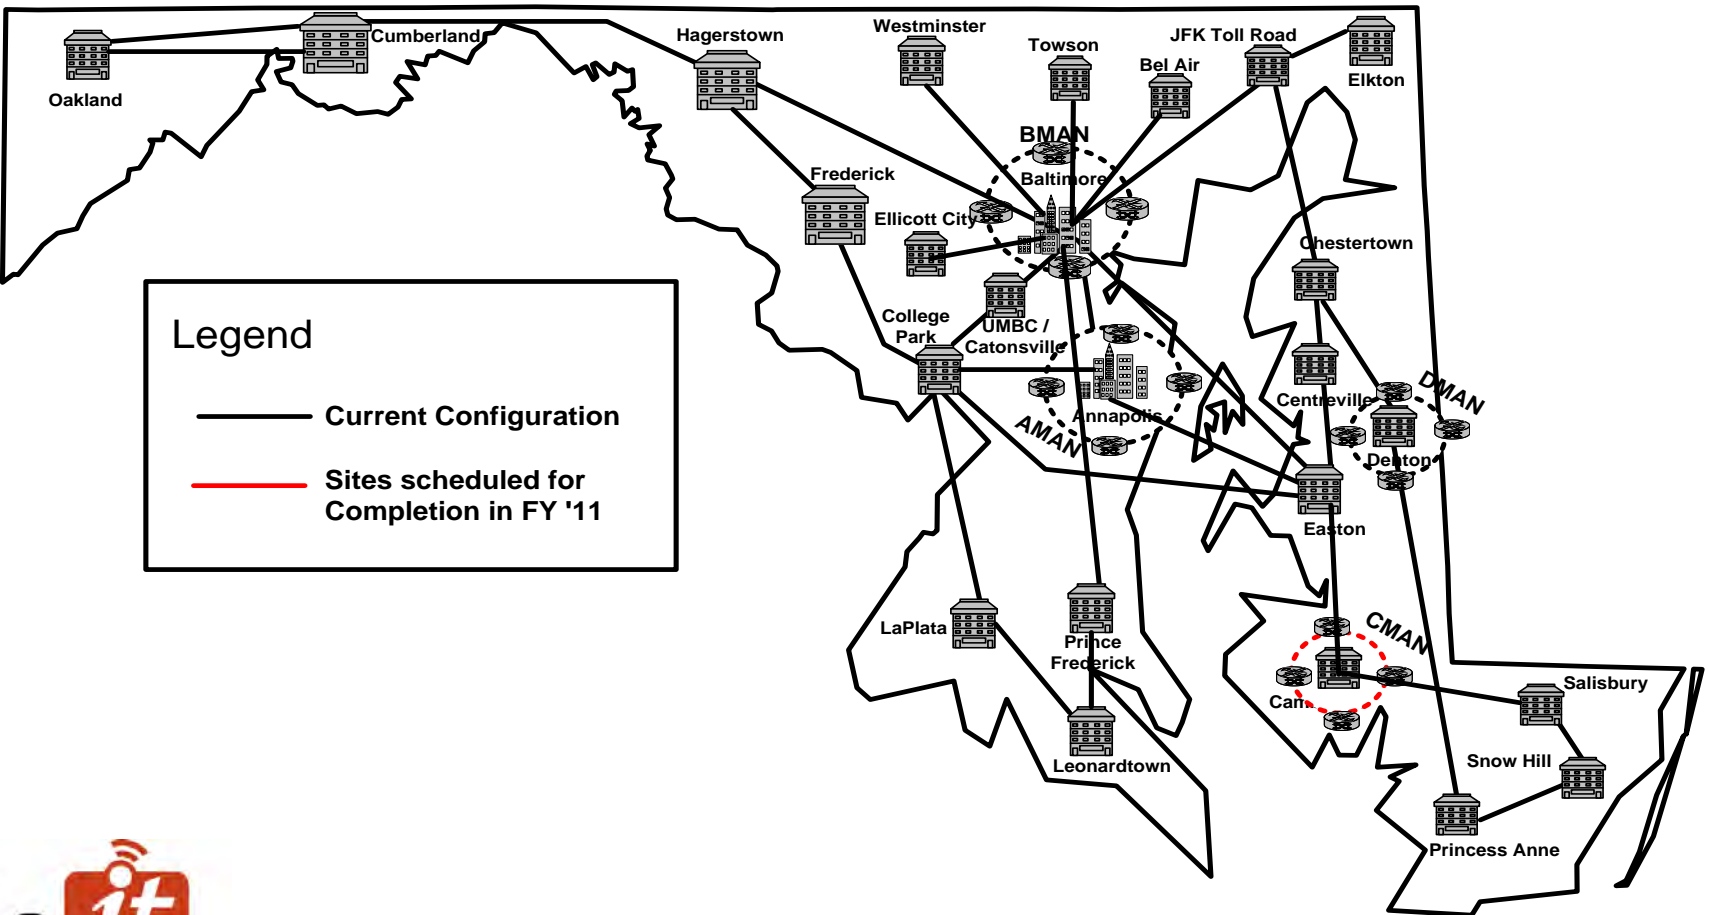 Westminster
Cumberland
Hagerstown
Towson
JFK Toll Road
Bel Air
Elkton
Oakland
BMAN
Frederick
Baltimore
Ellicott City
Chestertown
Legend
College
Park
UMBC /
Catonsville
Current Configuration
Centreville
DMAN
Annapolis
AMAN
Denton
Sites scheduled for
Completion in FY '11
Easton
LaPlata
Prince
Frederick
CMAN
Salisbury
Cam
Leonardtown
Snow Hill
Princess Anne
it